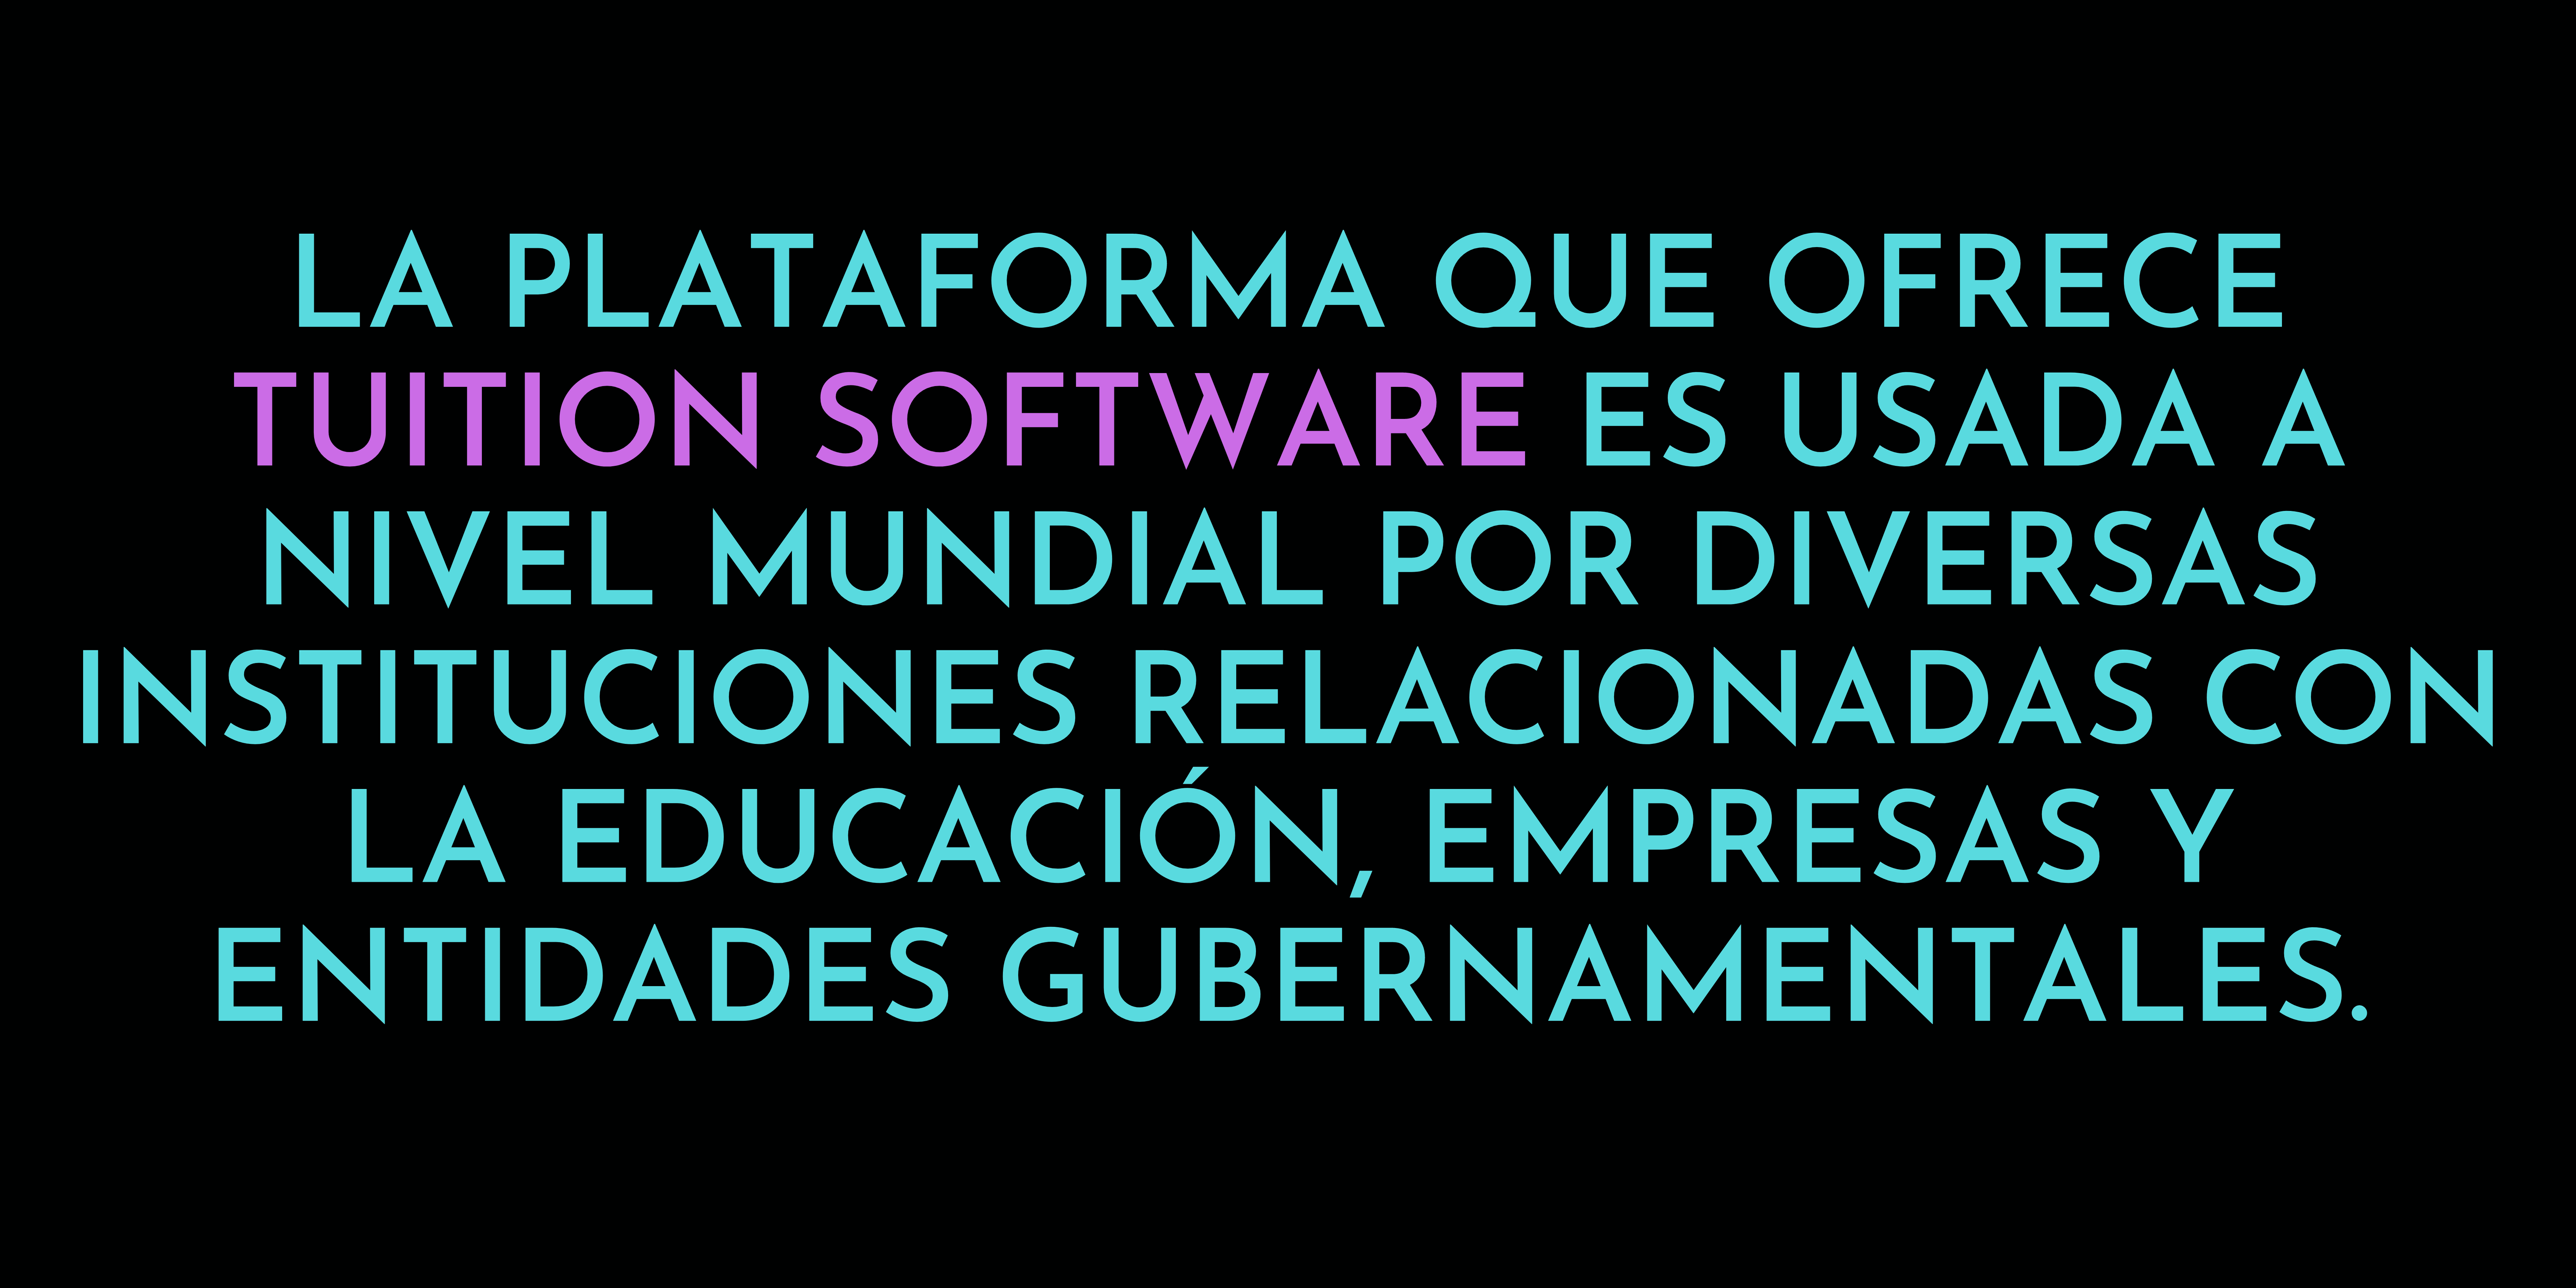 LA PLATAFORMA QUE OFRECE
TUITION SOFTWARE ES USADA A
NIVEL MUNDIAL POR DIVERSAS
INSTITUCIONES RELACIONADAS CON
LA EDUCACIÓN, EMPRESAS Y
ENTIDADES GUBERNAMENTALES.